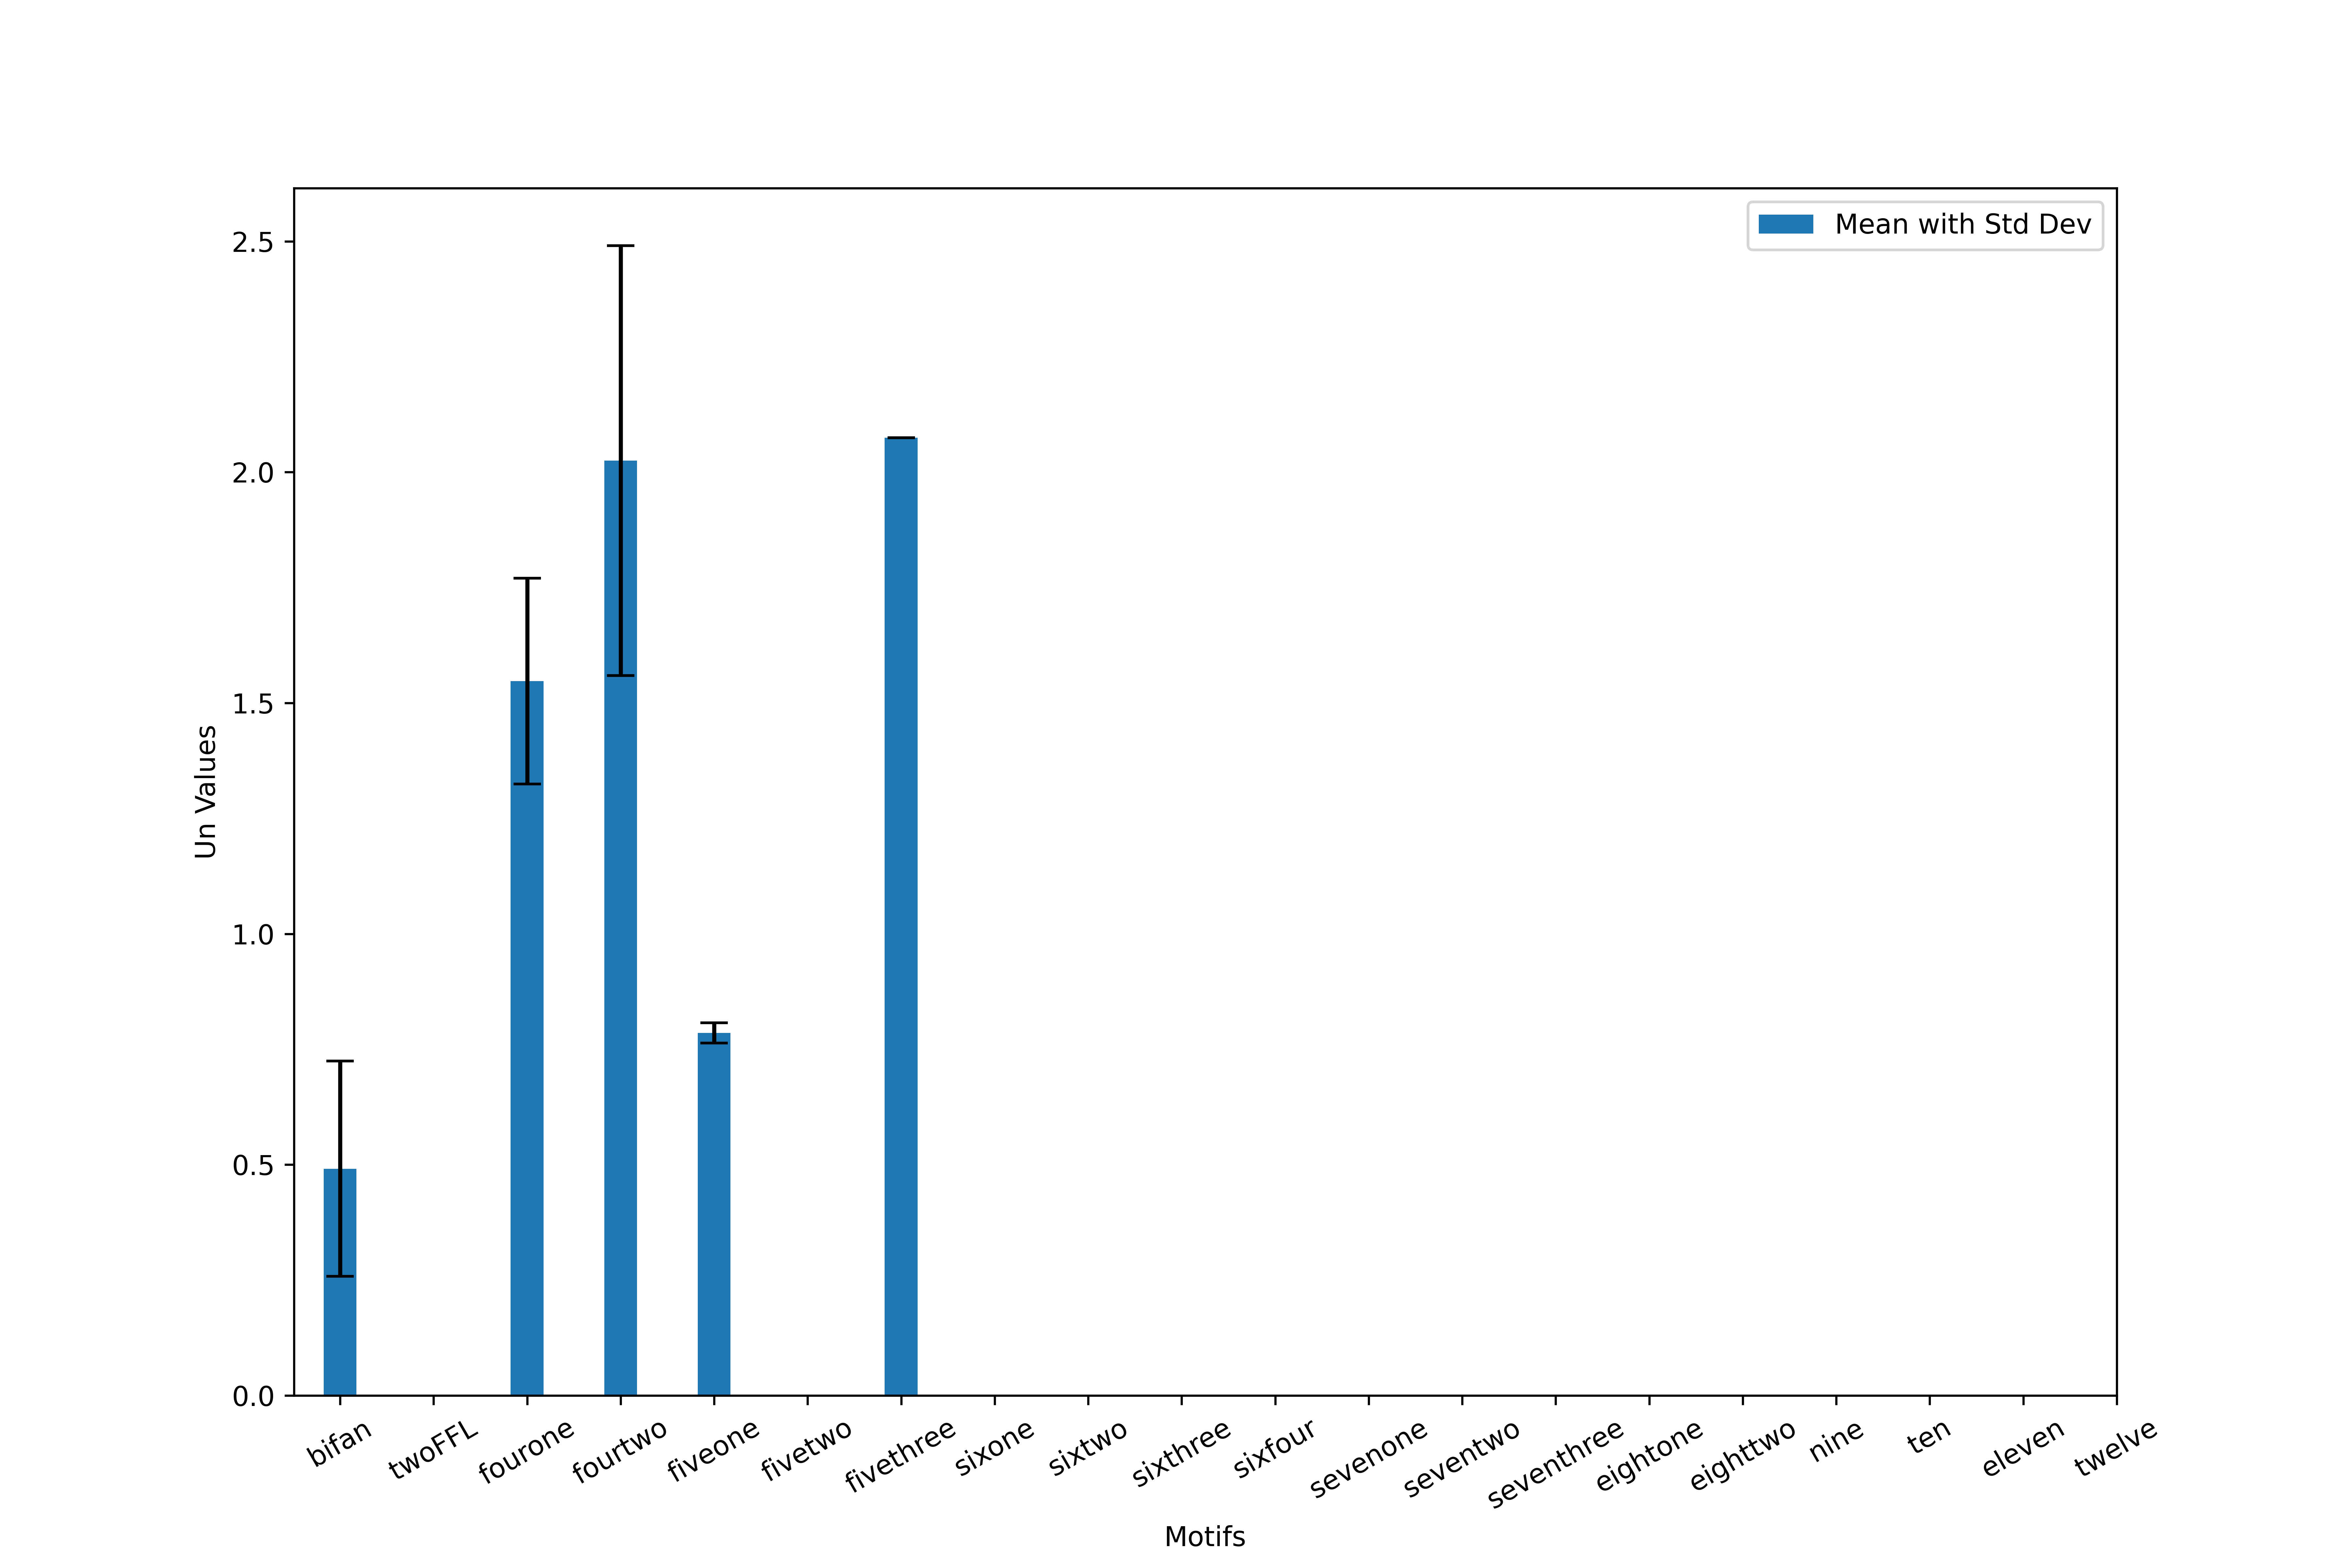 Mean with Std Dev
2.5
2.0
1.5
1.0
0.5
0.0
Un Values
bifan
twoFFL
fourone
fourtwo
fiveone
fivetwo
fivethree
sixone
sixtwo
sixthree
sixfour
sevenone
seventwo
seventhree
eightone
eighttwo
nine
ten
eleven
twelve
Motifs